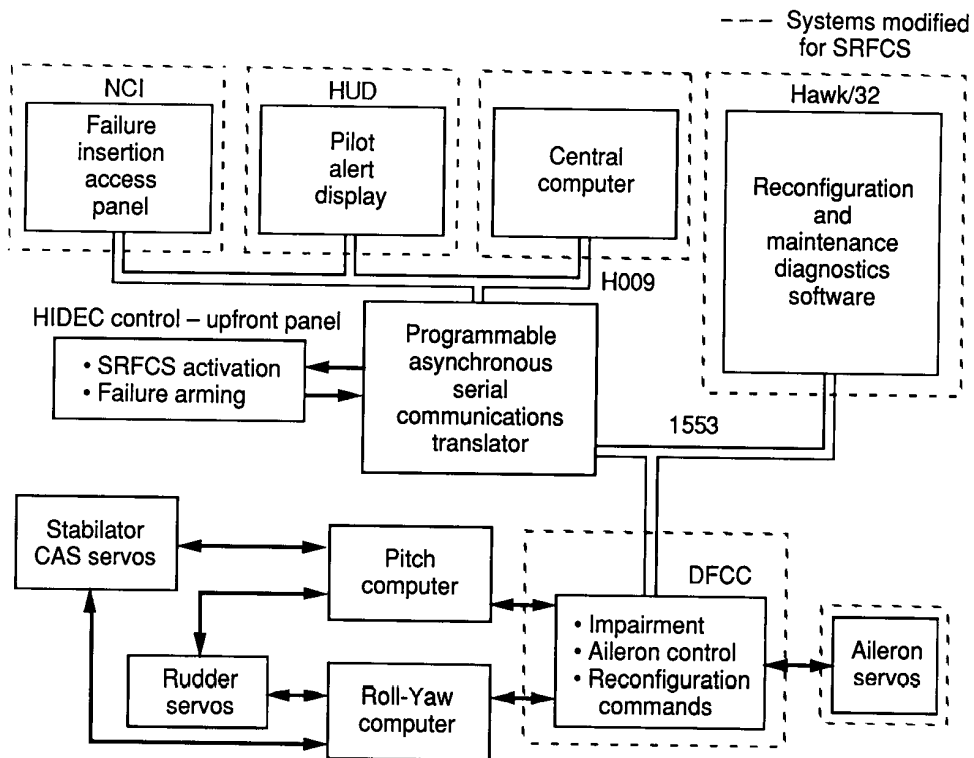 ---- Systems modified
for SRFCS
NCI
Failure
insertion
access
panel
HUD
Pilot
alert
display
Central
computer
Hawk/32
Reconfiguration
and
maintenance
diagnostics
software
H009
HIDEC control – upfront panel
• SRFCS activation
• Failure arming
Programmable
asynchronous
serial
communications
translator
1553
Stabilator
CAS servos
Pitch
computer
DFCC
• Impairment
• Aileron control
• Reconfiguration
commands
Aileron
servos
Rudder
servos
Roll-Yaw
computer